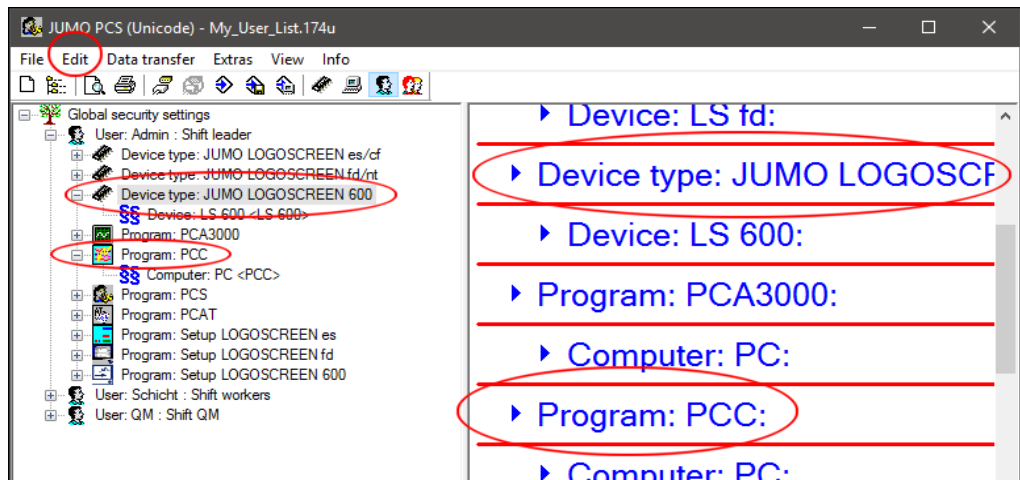 JUMO PCS (Unicode) - My_User_List.174u
File Edit Data transfer Extras View Info
Global security settings
User: Admin : Shift leader
Device type: JUMO LOGOSCREEN es/cf
Device type: JUMO LOGOSCREEN fd/nt
Device type: JUMO LOGOSCREEN 600
§§ Device: LS 600 <LS 600>
Program: PCA3000
Program: PCC
§§ Computer: PC <PCC>
Program: PCS
Program: PCAT
Program: Setup LOGOSCREEN es
Program: Setup LOGOSCREEN fd
Program: Setup LOGOSCREEN 600
User: Schicht : Shift workers
User: QM : Shift QM
Device: LS fd:
Device type: JUMO LOGOSCR
Device: LS 600:
Program: PCA3000:
Computer: PC:
Program: PCC:
Computer: PC: